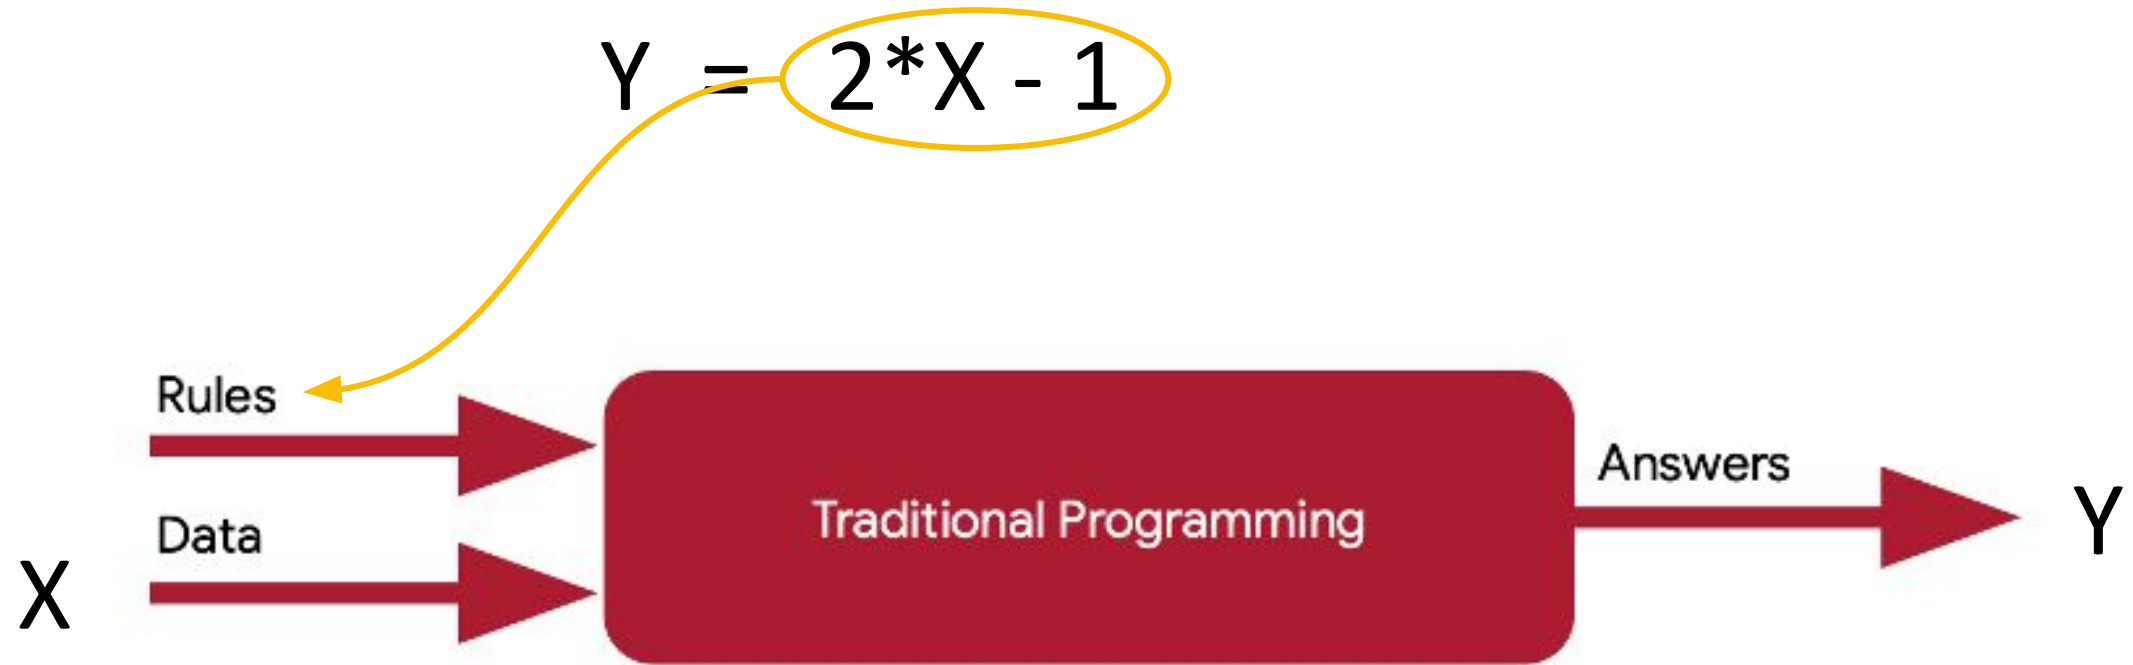 Y = 2*X - 1
Rules
Data
X
Traditional Programming
Answers
Y